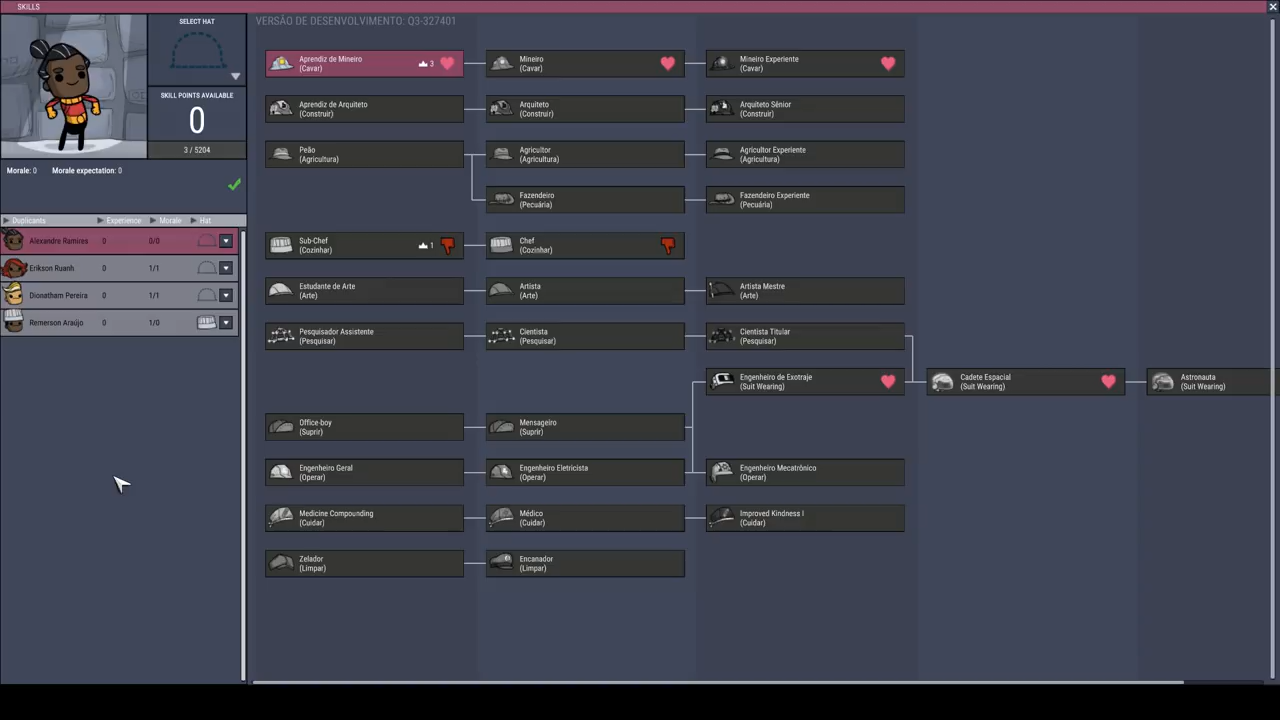 SKILLS
VERSÃO DE DESENVOLVIMENTO: Q3-327401
SELECT HAT
SKILL POINTS AVAILABLE
0
3 / 5204
Morale: 0 Morale expectation: 0
Duplicants Experience Morale Hat
Alexandre Ramires 0 0/0
Erikson Ruanh 0 1/1
Dionatham Pereira 0 1/1
Remerson Araújo 0 1/0
Aprendiz de Mineiro
(Cavar)
3
Mineiro
(Cavar)
Mineiro Experiente
(Cavar)
Aprendiz de Arquiteto
(Construir)
Arquiteto
(Construir)
Arquiteto Sênior
(Construir)
Peão
(Agricultura)
Agricultor
(Agricultura)
Agricultor Experiente
(Agricultura)
Fazendeiro
(Pecuária)
Fazendeiro Experiente
(Pecuária)
Sub-Chef
(Cozinhar)
1
Chef
(Cozinhar)
Estudante de Arte
(Arte)
Artista
(Arte)
Artista Mestre
(Arte)
Pesquisador Assistente
(Pesquisar)
Cientista
(Pesquisar)
Cientista Titular
(Pesquisar)
Engenheiro de Exotraje
(Suit Wearing)
Cadete Espacial
(Suit Wearing)
Astronauta
(Suit Wearing)
Office-boy
(Suprir)
Mensageiro
(Suprir)
Engenheiro Geral
(Operar)
Engenheiro Eletricista
(Operar)
Engenheiro Mecatrônico
(Operar)
Medicine Compounding
(Cuidar)
Médico
(Cuidar)
Improved Kindness I
(Cuidar)
Zelador
(Limpar)
Encanador
(Limpar)